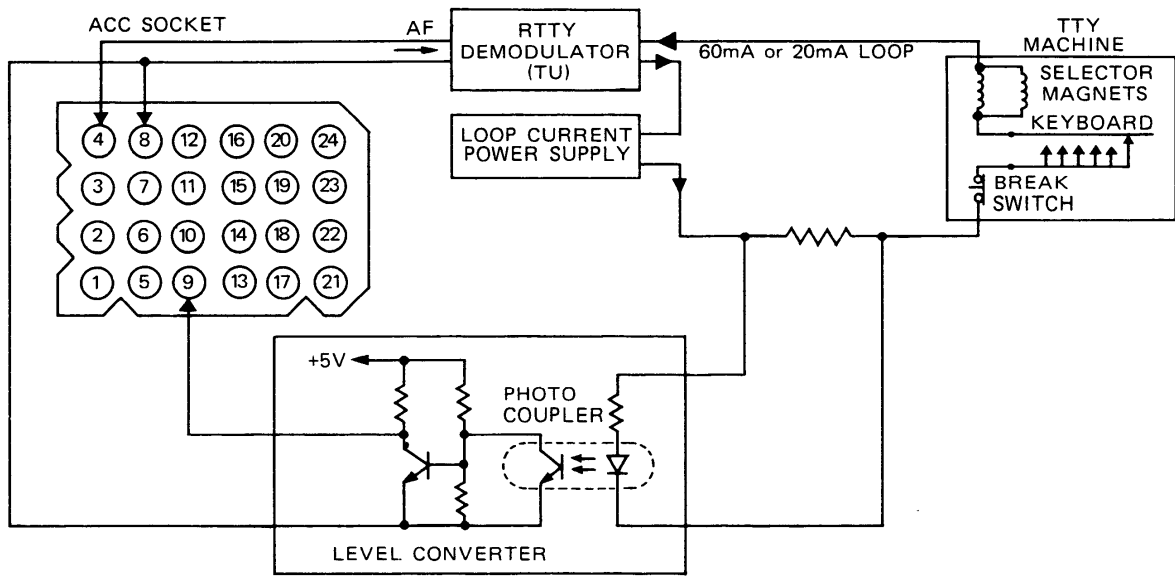 ACC SOCKET
AF
RTTY
DEMODULATOR
(TU)
60mA or 20mA LOOP
TTY
MACHINE
SELECTOR
MAGNETS
KEYBOARD
BREAK
SWITCH
LOOP CURRENT
POWER SUPPLY
4 8 12 16 20 24
3 7 11 15 19 23
2 6 10 14 18 22
1 5 9 13 17 21
+5V
PHOTO
COUPLER
LEVEL CONVERTER